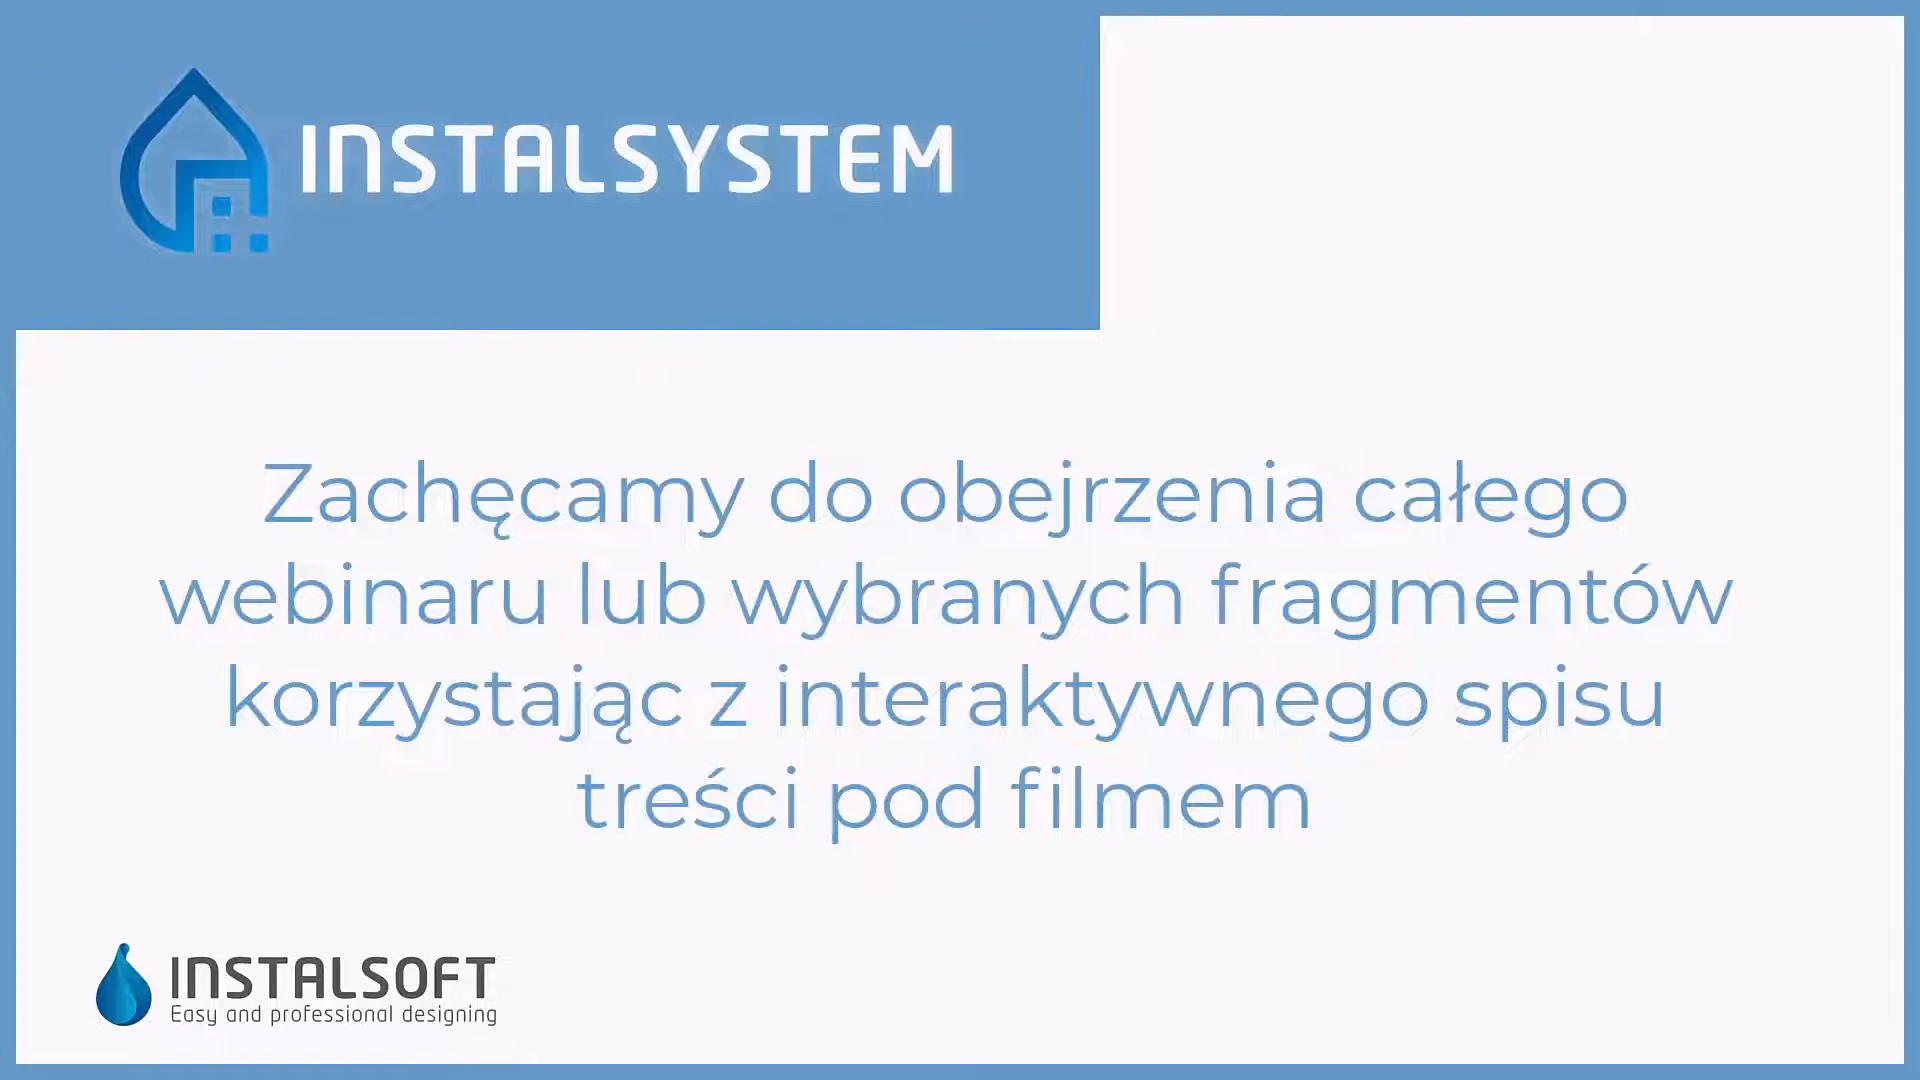 INSTALSYSTEM
Zachęcamy do obejrzenia całego
webinaru lub wybranych fragmentów
korzystając z interaktywnego spisu
treści pod filmem
INSTALSOFT
Easy and professional designing